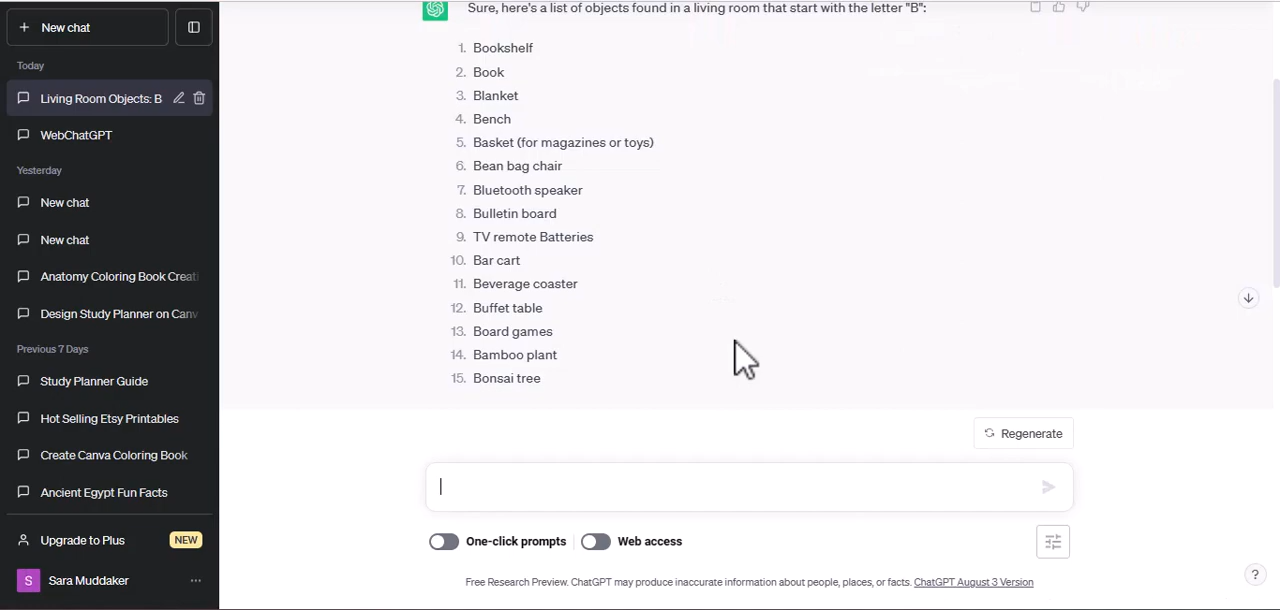 New chat
Today
Living Room Objects: B
WebChatGPT
Yesterday
New chat
New chat
Anatomy Coloring Book Creati
Design Study Planner on Canv
Previous 7 Days
Study Planner Guide
Hot Selling Etsy Printables
Create Canva Coloring Book
Ancient Egypt Fun Facts
Upgrade to Plus NEW
S Sara Muddaker
Sure, here's a list of objects found in a living room that start with the letter "B":
1. Bookshelf
2. Book
3. Blanket
4. Bench
5. Basket (for magazines or toys)
6. Bean bag chair
7. Bluetooth speaker
8. Bulletin board
9. TV remote Batteries
10. Bar cart
11. Beverage coaster
12. Buffet table
13. Board games
14. Bamboo plant
15. Bonsai tree
Regenerate
One-click prompts Web access
Free Research Preview. ChatGPT may produce inaccurate information about people, places, or facts. ChatGPT August 3 Version
?